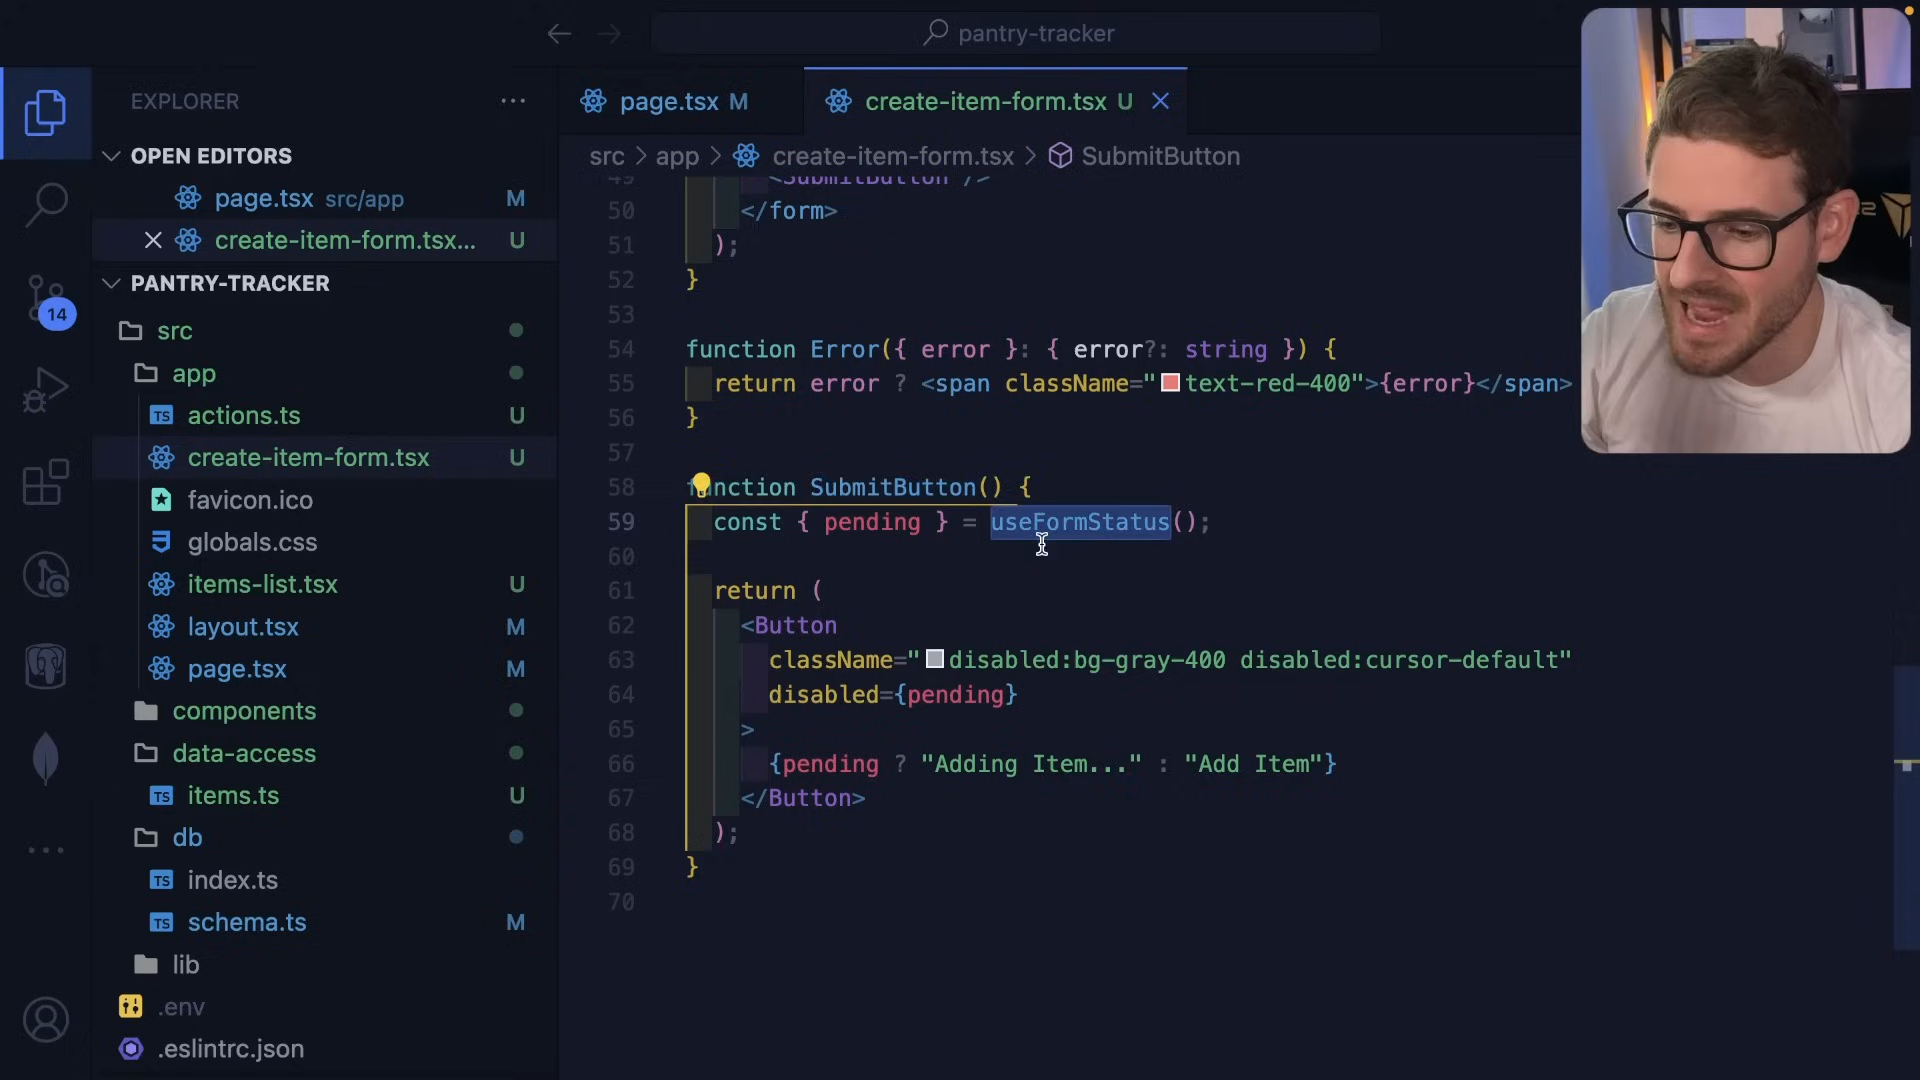 pantry-tracker
EXPLORER
OPEN EDITORS
page.tsx src/app M
create-item-form.tsx... U
PANTRY-TRACKER
src
app
actions.ts U
create-item-form.tsx U
favicon.ico
globals.css
items-list.tsx U
layout.tsx M
page.tsx M
components
data-access
items.ts U
db
index.ts
schema.ts M
lib
.env
.eslintrc.json
14
page.tsx M
create-item-form.tsx U
src > app > create-item-form.tsx > SubmitButton
49 <SubmitButton />
50 </form>
51 );
52 }
53
54 function Error({ error }: { error?: string }) {
55 return error ? <span className="text-red-400">{error}</span>
56 }
57
58 function SubmitButton() {
59 const { pending } = useFormStatus();
60
61 return (
62 <Button
63 className="disabled:bg-gray-400 disabled:cursor-default"
64 disabled={pending}
65 >
66 {pending ? "Adding Item..." : "Add Item"}
67 </Button>
68 );
69 }
70